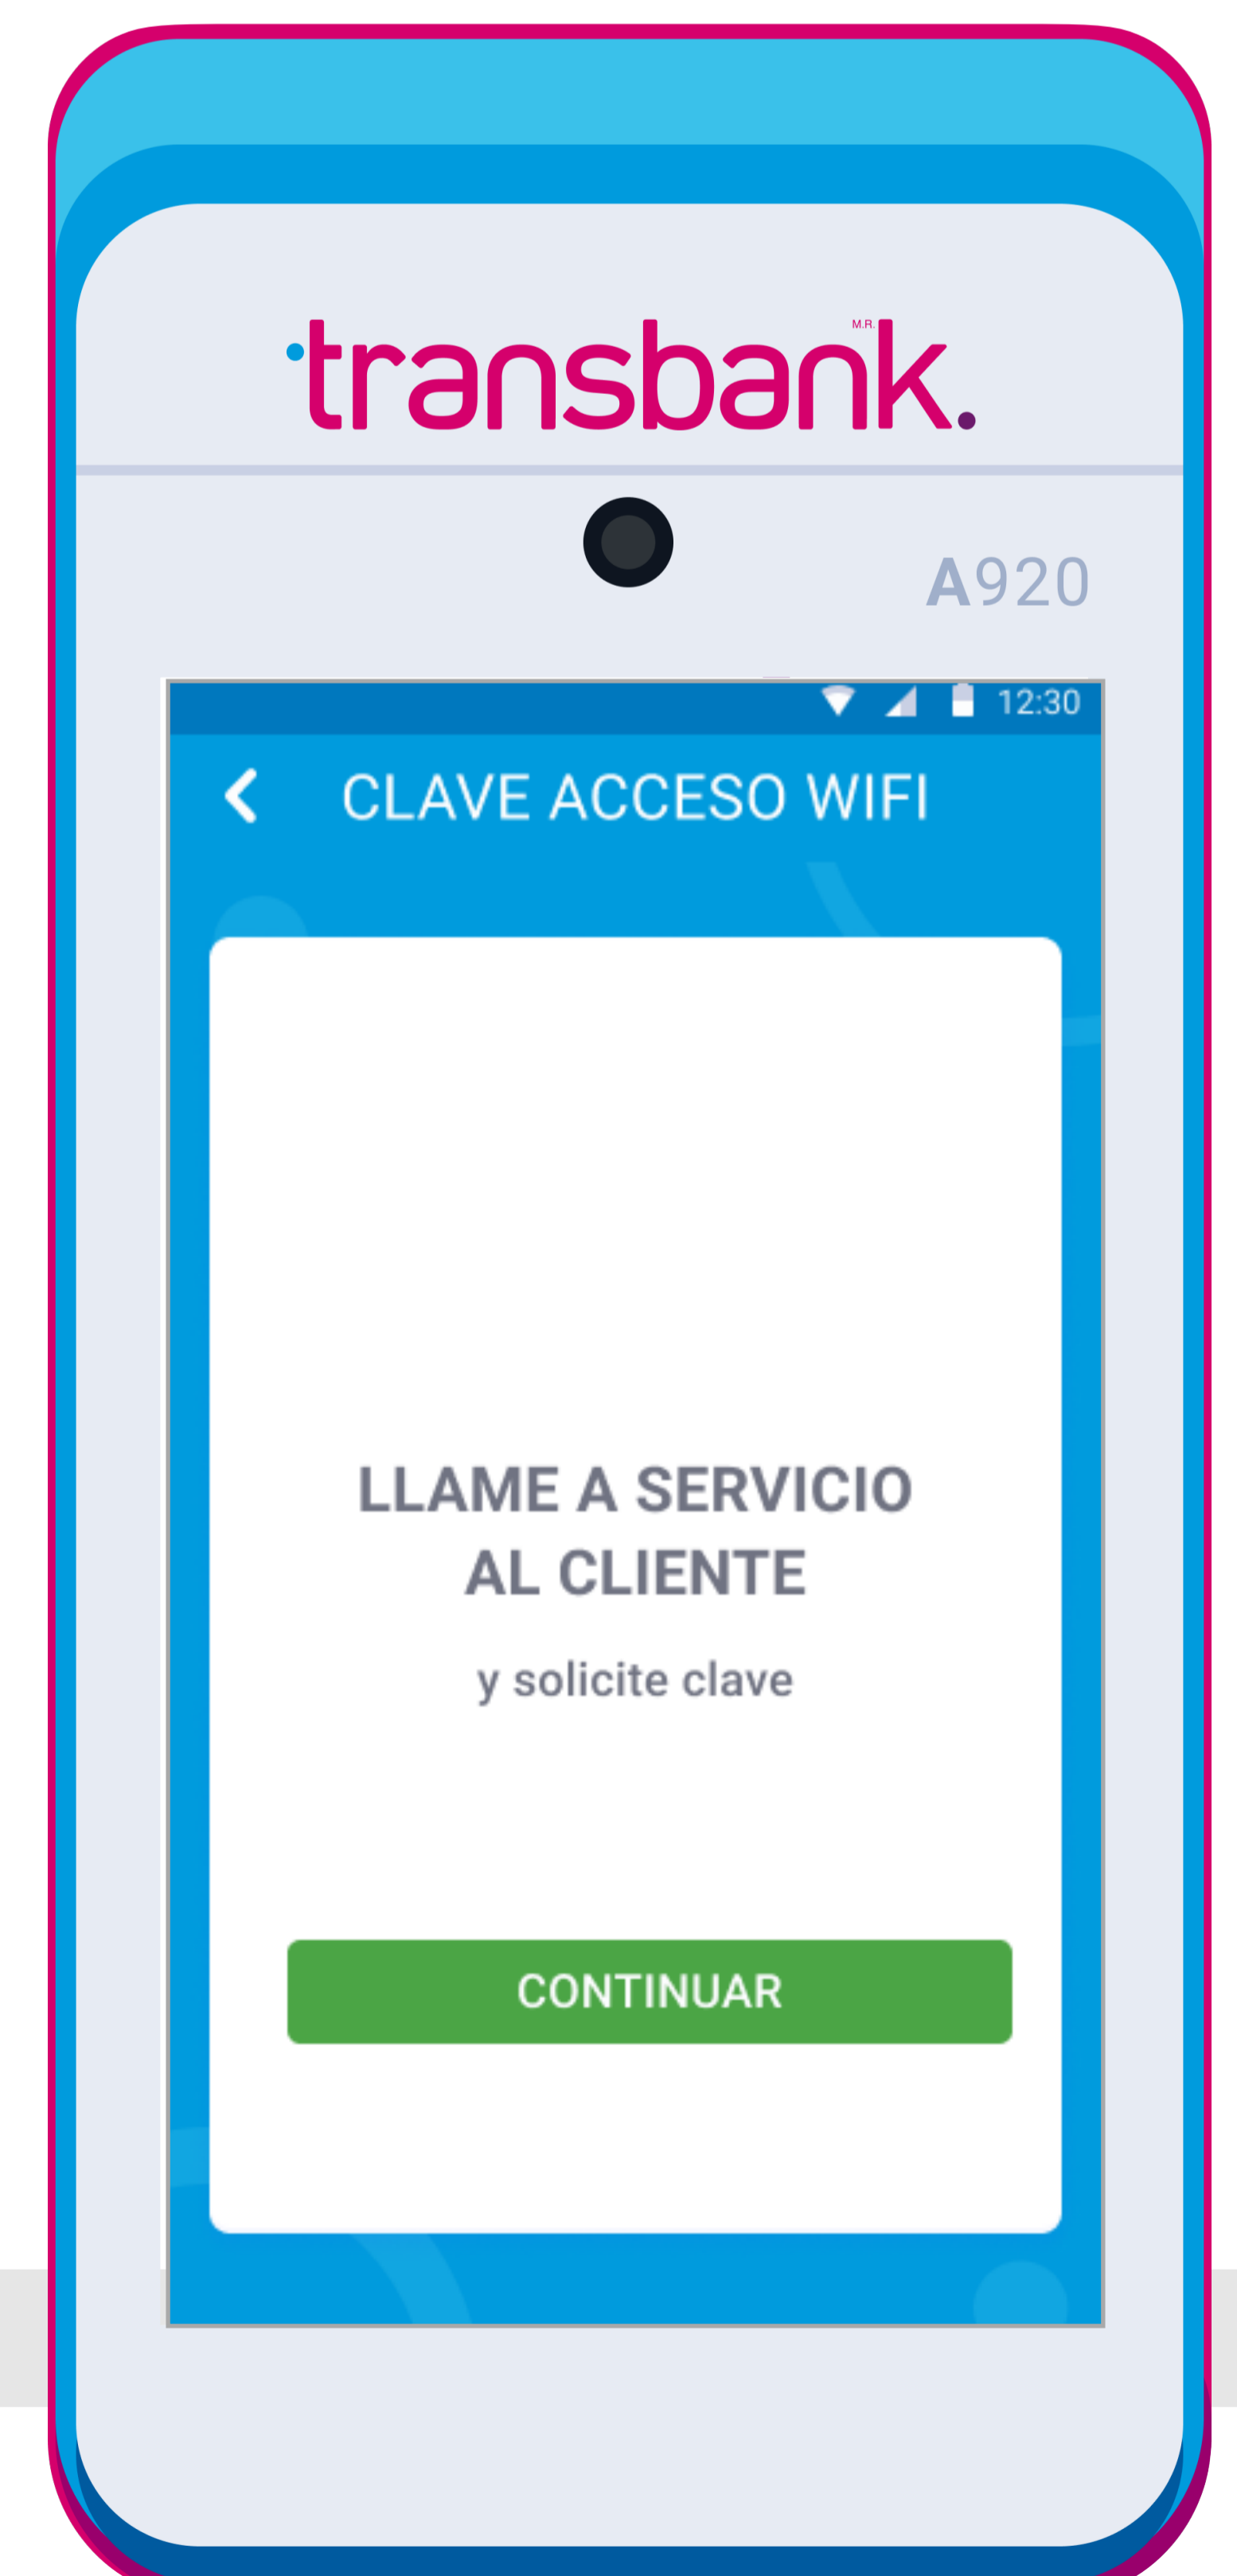 transbank.
M.R.
A920
12:30
CLAVE ACCESO WIFI
LLAME A SERVICIO
AL CLIENTE
y solicite clave
CONTINUAR